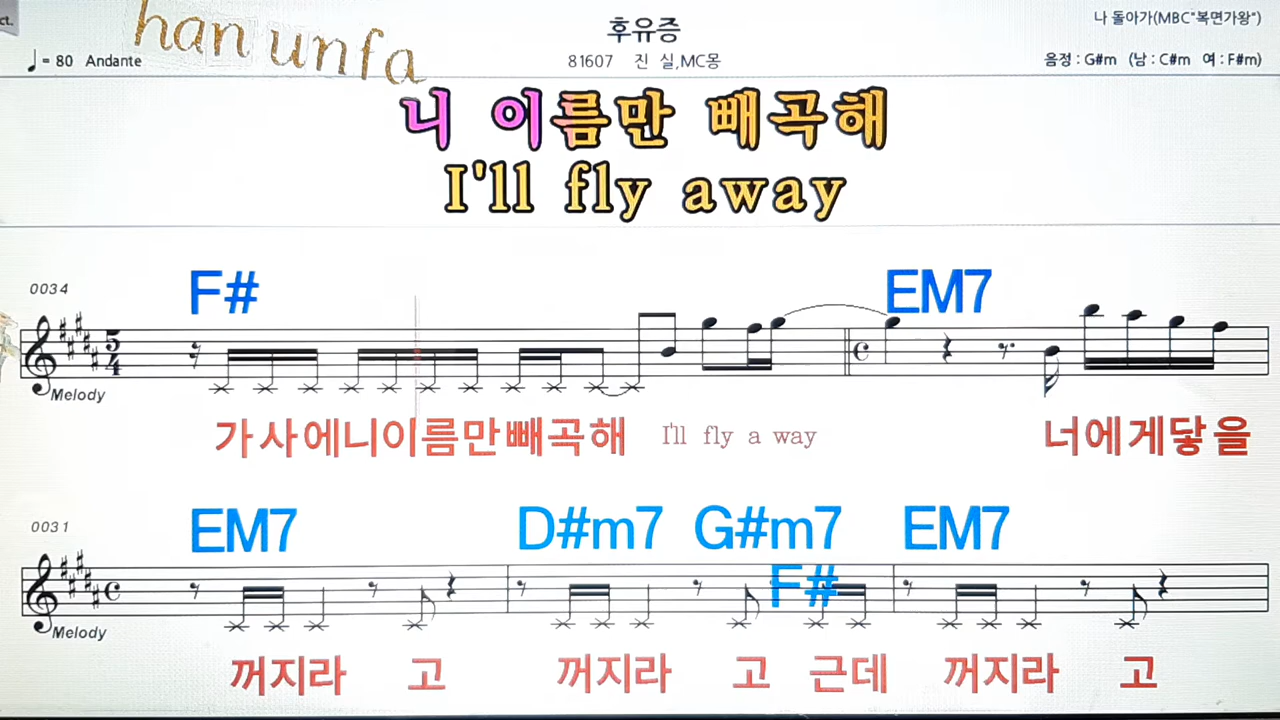 ct.
han unfa
후유증
나 돌아가(MBC"복면가왕")
♩= 80 Andante
81607 진 실,MC몽
음정 : G#m (남 : C#m 여 : F#m)
니 이름만 빼곡해
I'll fly away
0034
F# EM7
5/4
Melody
가사에니이름만빼곡해 I'll fly a way 너에게닿을
0031
EM7 D#m7 G#m7 EM7
F#
Melody
꺼지라 고 꺼지라 고 근데 꺼지라 고